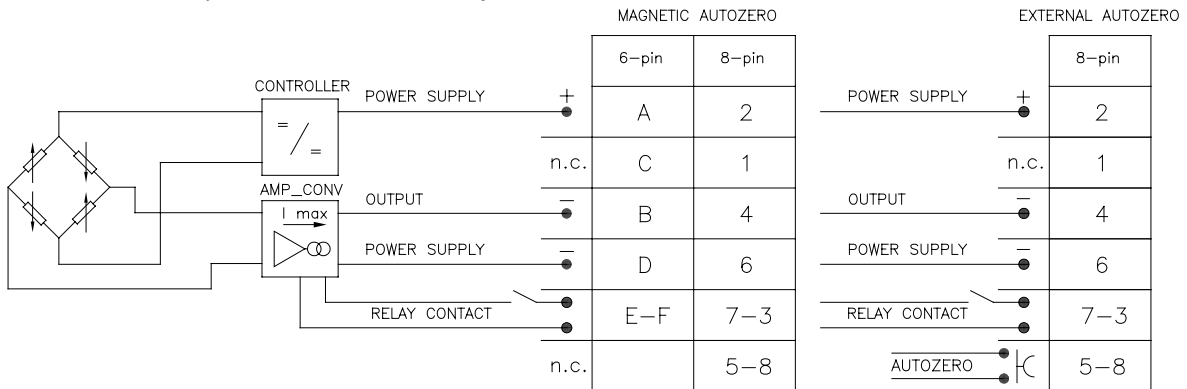 MAGNETIC AUTOZERO EXTERNAL AUTOZERO
6-pin 8-pin 8-pin
CONTROLLER
POWER SUPPLY + A 2 POWER SUPPLY + 2
= / =
n.c. C 1 n.c. 1
AMP_CONV
I max
OUTPUT - B 4 OUTPUT - 4
POWER SUPPLY - D 6 POWER SUPPLY - 6
RELAY CONTACT E-F 7-3 RELAY CONTACT 7-3
n.c. 5-8 AUTOZERO 5-8